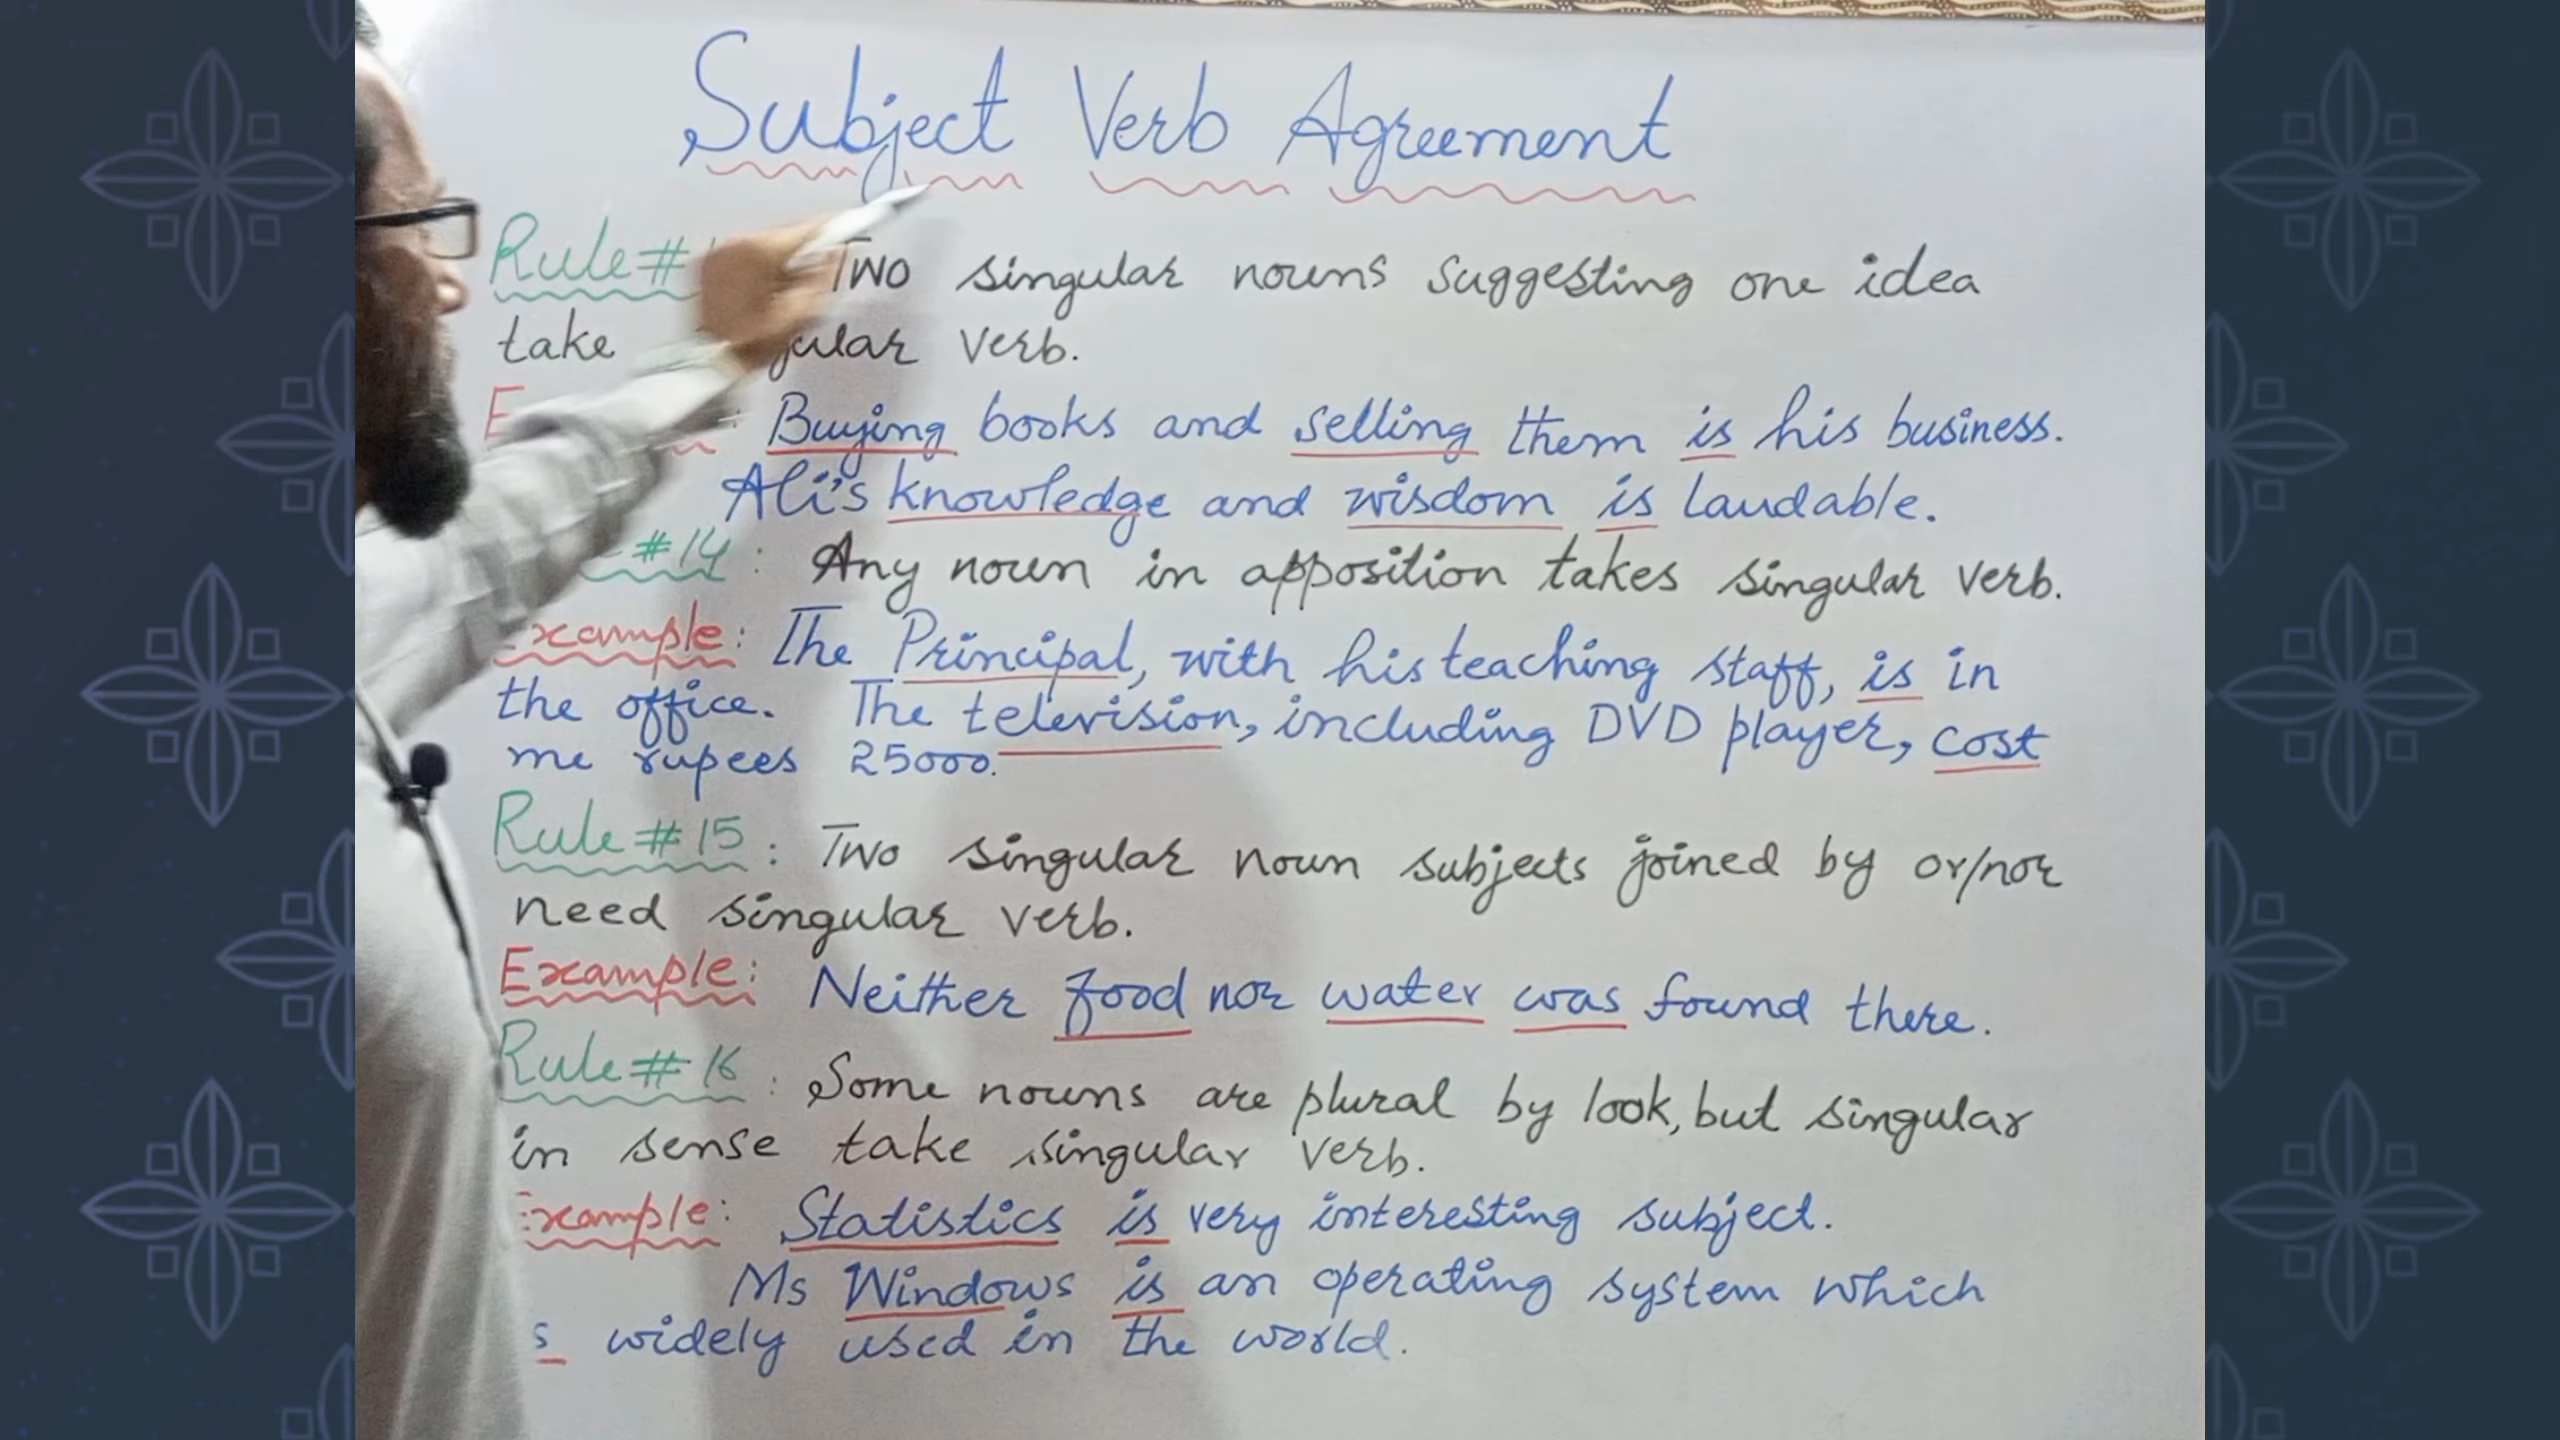 Subject Verb Agreement
Rule# Two singular nouns suggesting one idea
take verb.
: Buying books and selling them is his business.
Ali's knowledge and wisdom is laudable.
#14: Any noun in apposition takes singular verb.
Example: The Principal, with his teaching staff, is in
the office. The television, including DVD player, cost
me rupees 25000.
Rule#15: Two singular noun subjects joined by or/nor
need singular verb.
Example: Neither food nor water was found there.
Rule#16: Some nouns are plural by look, but singular
in sense take singular verb.
Example: Statistics is very interesting subject.
Ms Windows is an operating system which
widely used in the world.